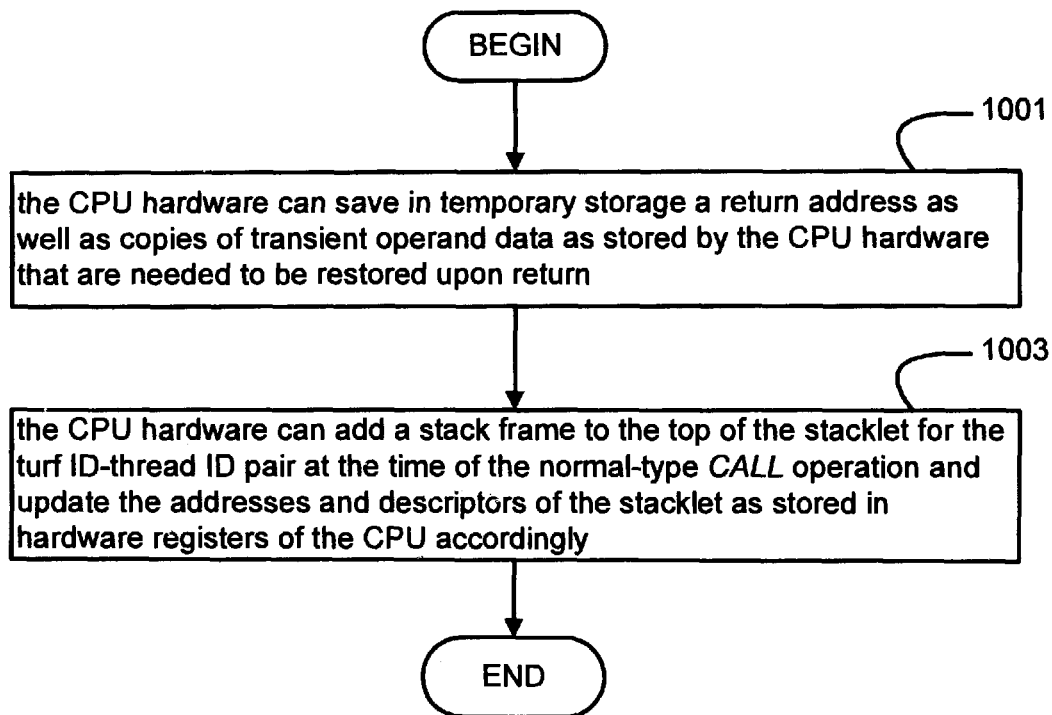 BEGIN
1001
the CPU hardware can save in temporary storage a return address as
well as copies of transient operand data as stored by the CPU hardware
that are needed to be restored upon return
1003
the CPU hardware can add a stack frame to the top of the stacklet for the
turf ID-thread ID pair at the time of the normal-type CALL operation and
update the addresses and descriptors of the stacklet as stored in
hardware registers of the CPU accordingly
END